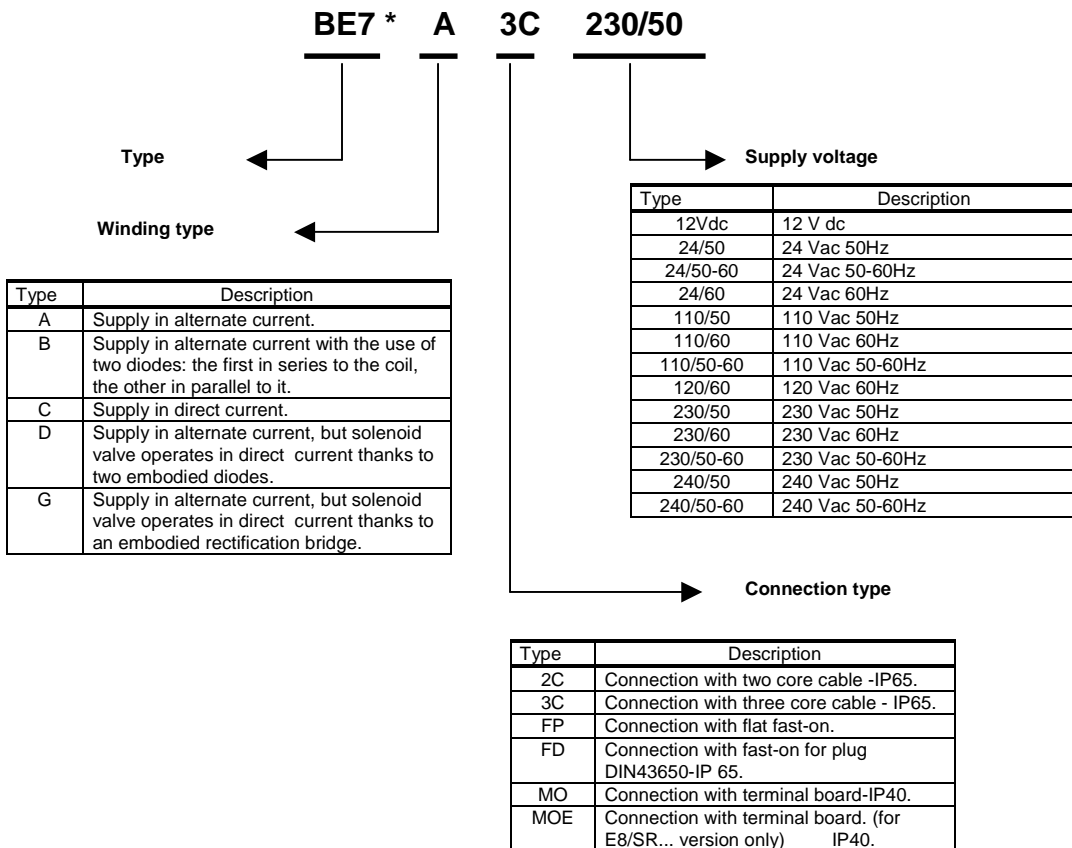 BE7 * A 3C 230/50
Type
Supply voltage
Winding type
Type Description
12Vdc 12 V dc
24/50 24 Vac 50Hz
24/50-60 24 Vac 50-60Hz
24/60 24 Vac 60Hz
110/50 110 Vac 50Hz
110/60 110 Vac 60Hz
110/50-60 110 Vac 50-60Hz
120/60 120 Vac 60Hz
230/50 230 Vac 50Hz
230/60 230 Vac 60Hz
230/50-60 230 Vac 50-60Hz
240/50 240 Vac 50Hz
240/50-60 240 Vac 50-60Hz
Type Description
A Supply in alternate current.
B Supply in alternate current with the use of
two diodes: the first in series to the coil,
the other in parallel to it.
C Supply in direct current.
D Supply in alternate current, but solenoid
valve operates in direct current thanks to
two embodied diodes.
G Supply in alternate current, but solenoid
valve operates in direct current thanks to
an embodied rectification bridge.
Connection type
Type Description
2C Connection with two core cable -IP65.
3C Connection with three core cable - IP65.
FP Connection with flat fast-on.
FD Connection with fast-on for plug
DIN43650-IP 65.
MO Connection with terminal board-IP40.
MOE Connection with terminal board. (for
E8/SR... version only) IP40.